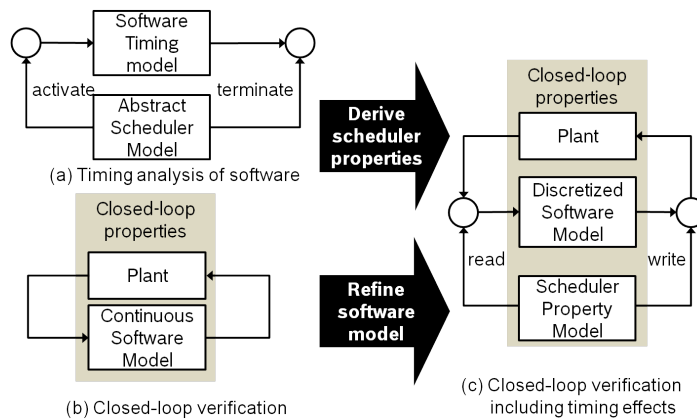 Software
Timing
model
activate
terminate
Abstract
Scheduler
Model
(a) Timing analysis of software
Closed-loop
properties
Plant
Continuous
Software
Model
(b) Closed-loop verification
Derive
scheduler
properties
Refine
software
model
Closed-loop
properties
Plant
Discretized
Software
Model
read
write
Scheduler
Property
Model
(c) Closed-loop verification
including timing effects